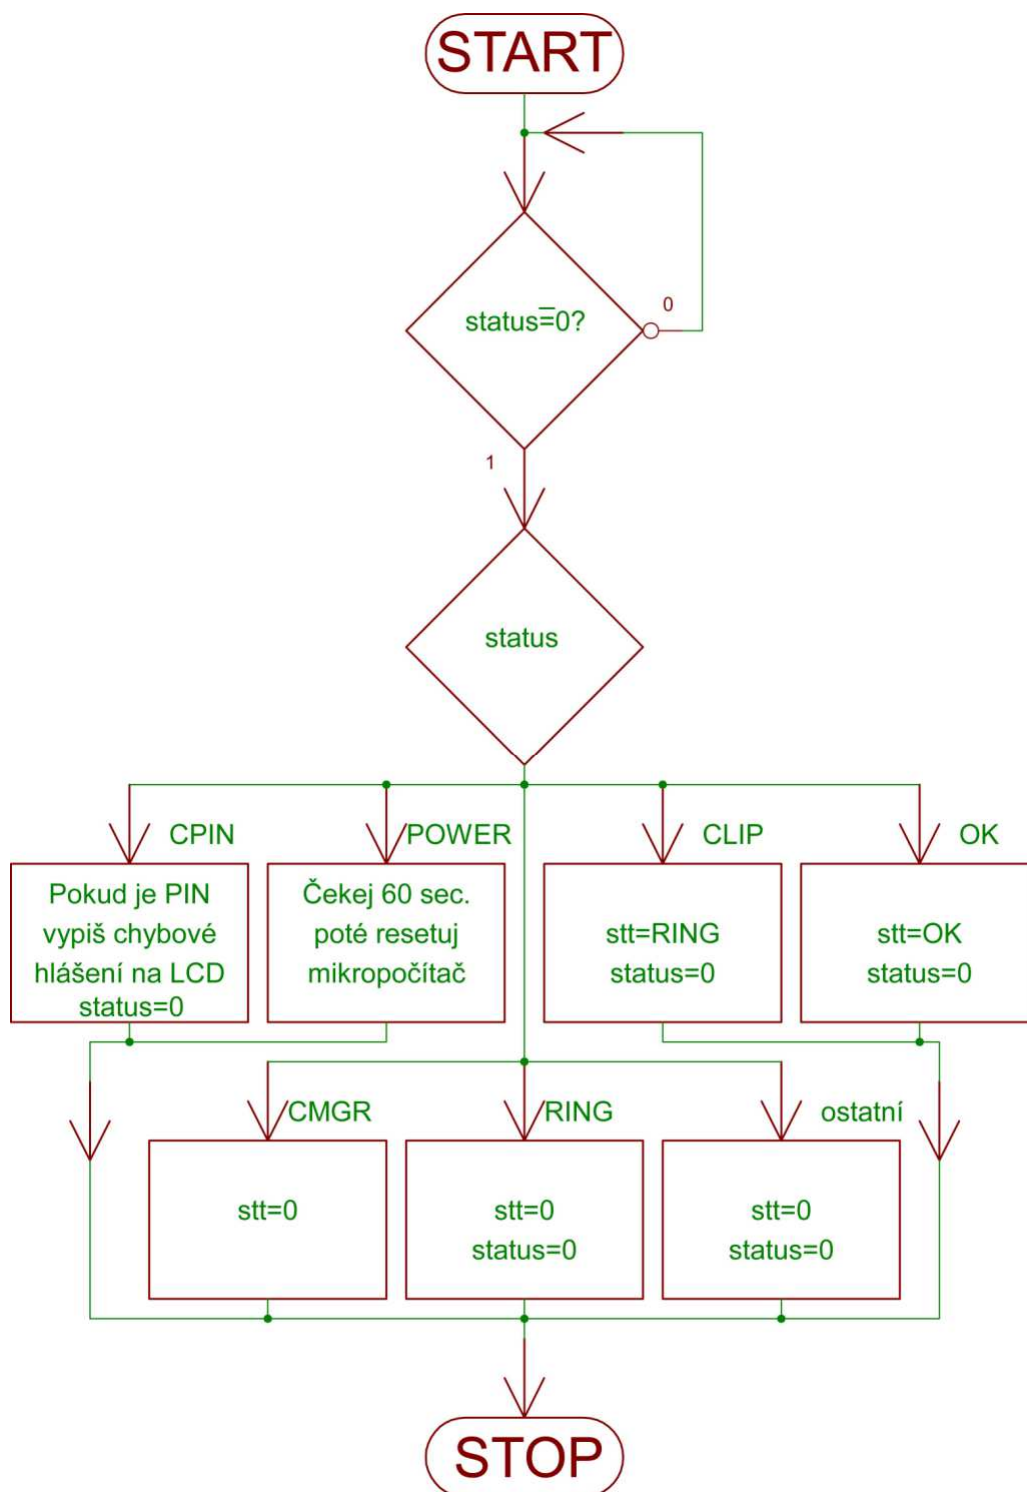 START
0
status=̅0?
1
status
CPIN
POWER
CLIP
OK
Pokud je PIN
vypiš chybové
hlášení na LCD
status=0
Čekej 60 sec.
poté resetuj
mikropočítač
stt=RING
status=0
stt=OK
status=0
CMGR
RING
ostatní
stt=0
stt=0
status=0
stt=0
status=0
STOP